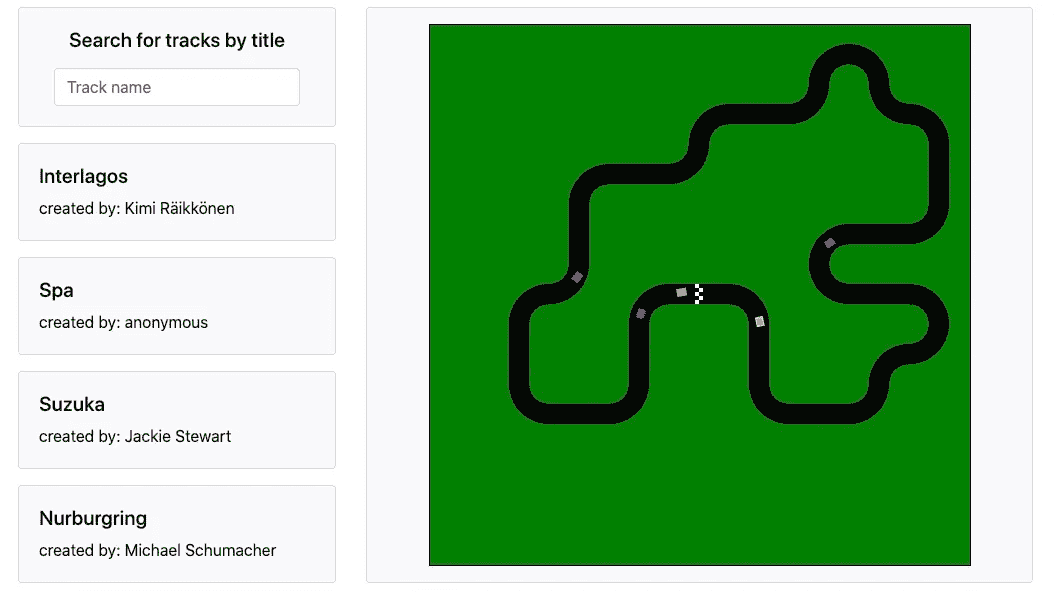 Search for tracks by title
Track name
Interlagos
created by: Kimi Räikkönen
Spa
created by: anonymous
Suzuka
created by: Jackie Stewart
Nurburgring
created by: Michael Schumacher